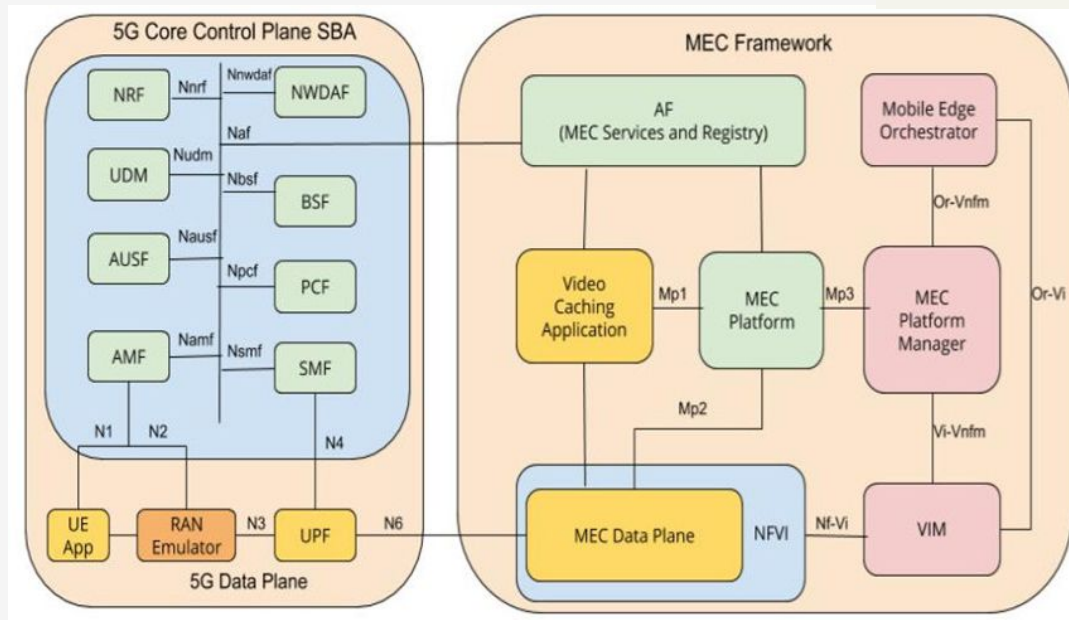 5G Core Control Plane SBA
NRF
Nnrf
Nnwdaf
NWDAF
Naf
UDM
Nudm
Nbsf
BSF
AUSF
Nausf
Npcf
PCF
AMF
Namf
Nsmf
SMF
N1
N2
N4
UE
App
RAN
Emulator
N3
UPF
N6
5G Data Plane
MEC Framework
AF
(MEC Services and Registry)
Mobile Edge
Orchestrator
Or-Vnfm
Or-Vi
Video
Caching
Application
Mp1
MEC
Platform
Mp3
MEC
Platform
Manager
Mp2
Vi-Vnfm
MEC Data Plane
NFVI
Nf-Vi
VIM